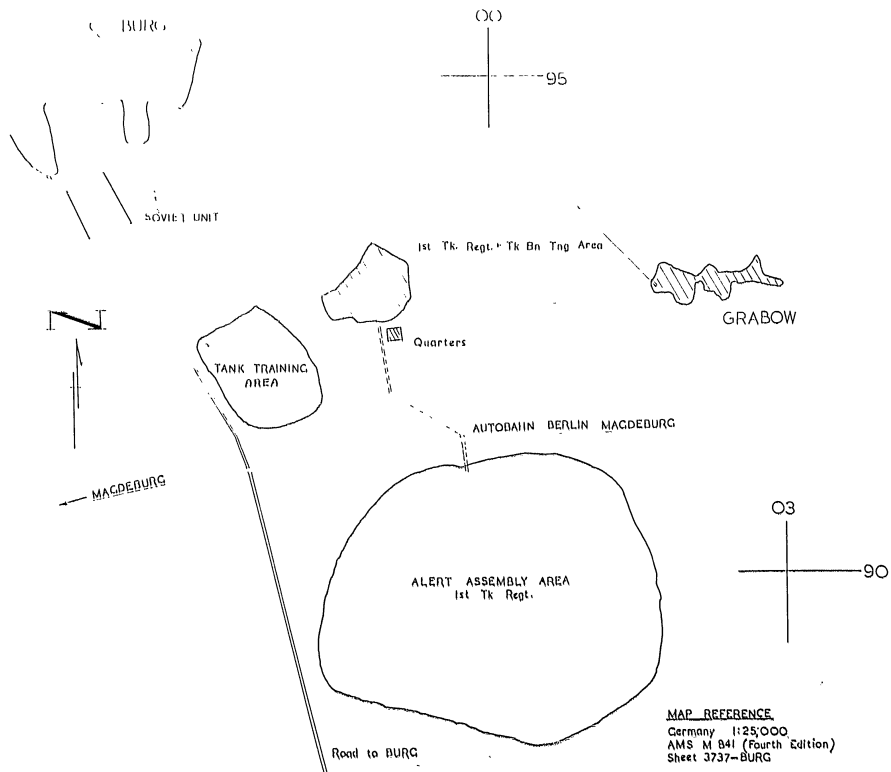 BURG
00
95
SOVIET UNIT
1st Tk. Regt. Tk Bn Tng Area
GRABOW
Quarters
TANK TRAINING
AREA
AUTOBAHN BERLIN MAGDEBURG
MAGDEBURG
03
90
ALERT ASSEMBLY AREA
1st Tk Regt.
Road to BURG
MAP REFERENCE
Germany 1:25,000
AMS M 841 (Fourth Edition)
Sheet 3737-BURG